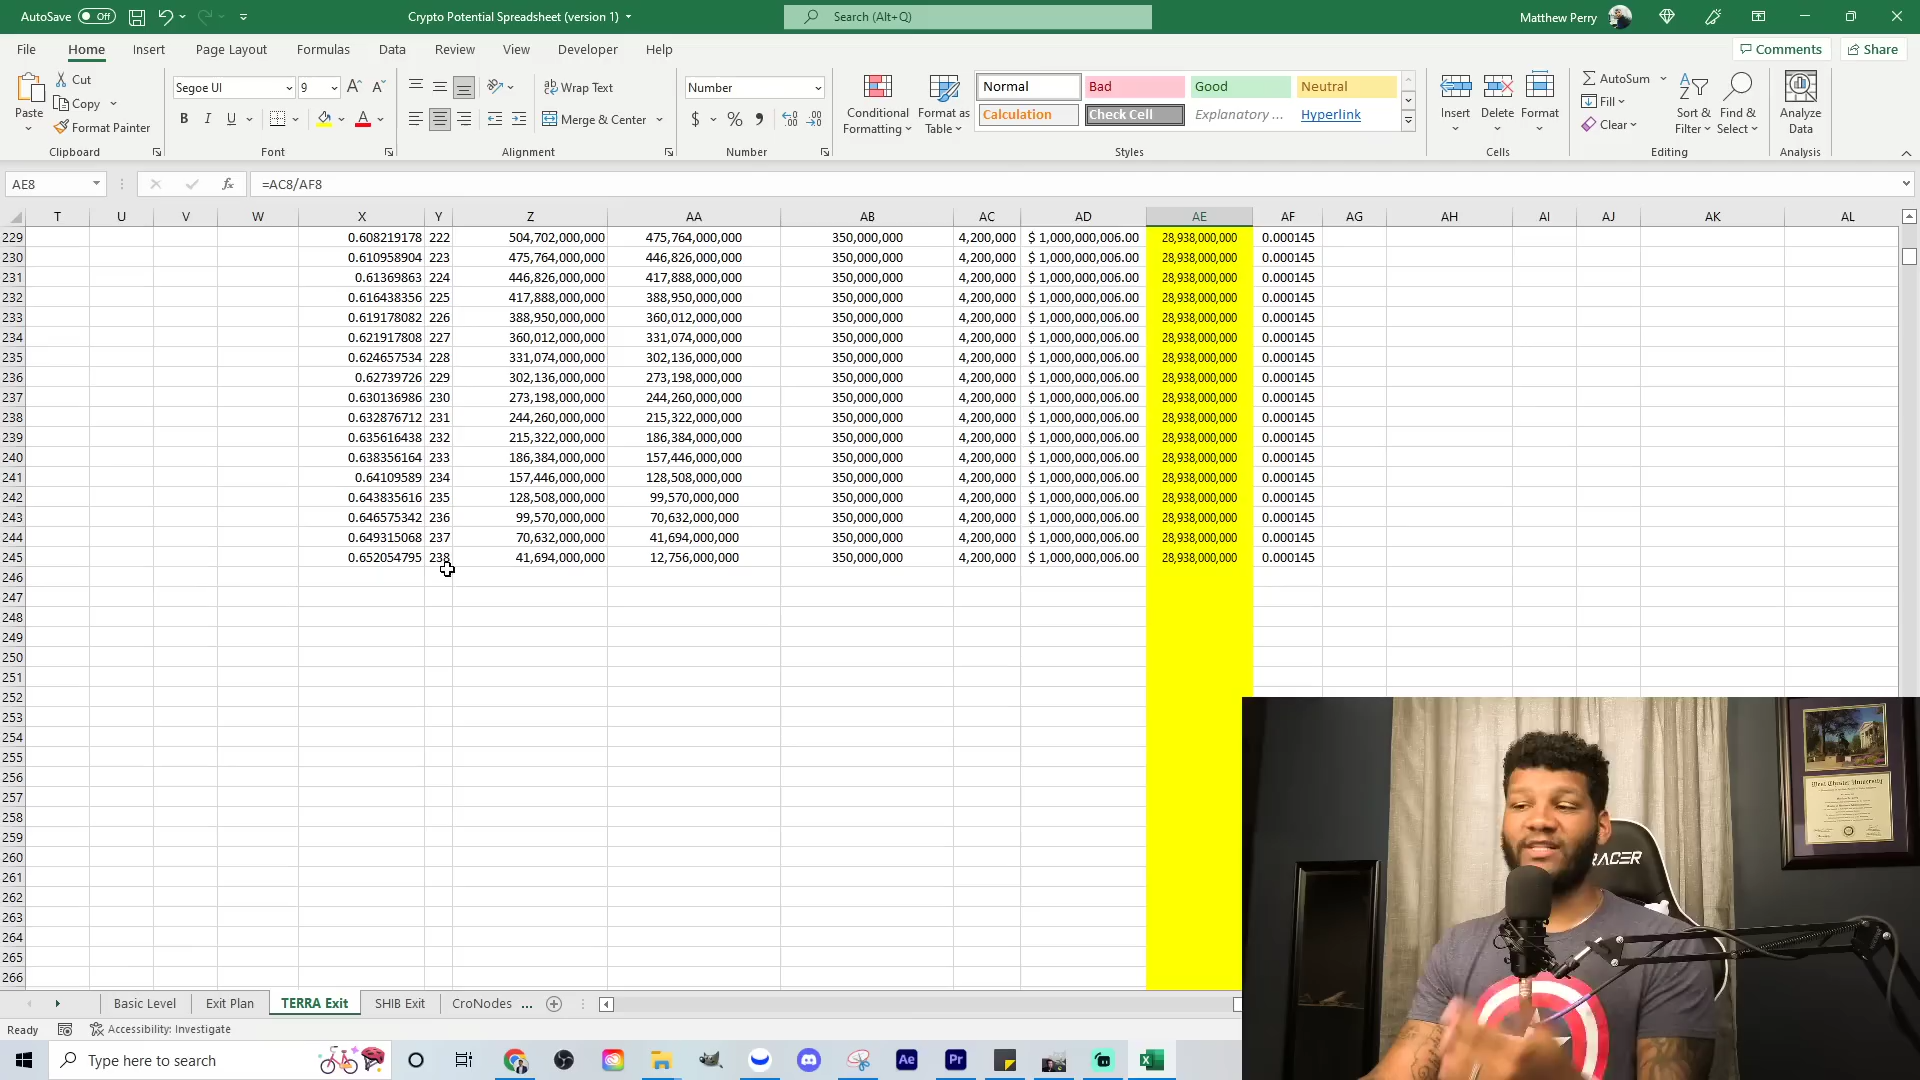 AutoSave Off Crypto Potential Spreadsheet (version 1) Search (Alt+Q) Matthew Perry
File Home Insert Page Layout Formulas Data Review View Developer Help Comments Share
Paste
Cut
Copy
Format Painter
Clipboard
Segoe UI 9
B I U
Font
Wrap Text
Merge & Center
Alignment
Number
$ % 9
Number
Conditional Formatting
Format as Table
Normal Bad Good Neutral
Calculation Check Cell Explanatory ... Hyperlink
Styles
Insert Delete Format
Cells
AutoSum
Fill
Clear
Sort & Filter
Find & Select
Editing
Analyze Data
Analysis
AE8 fx =AC8/AF8
T U V W X Y Z AA AB AC AD AE AF AG AH AI AJ AK AL
229 0.608219178 222 504,702,000,000 475,764,000,000 350,000,000 4,200,000 $ 1,000,000,006.00 28,938,000,000 0.000145
230 0.610958904 223 475,764,000,000 446,826,000,000 350,000,000 4,200,000 $ 1,000,000,006.00 28,938,000,000 0.000145
231 0.61369863 224 446,826,000,000 417,888,000,000 350,000,000 4,200,000 $ 1,000,000,006.00 28,938,000,000 0.000145
232 0.616438356 225 417,888,000,000 388,950,000,000 350,000,000 4,200,000 $ 1,000,000,006.00 28,938,000,000 0.000145
233 0.619178082 226 388,950,000,000 360,012,000,000 350,000,000 4,200,000 $ 1,000,000,006.00 28,938,000,000 0.000145
234 0.621917808 227 360,012,000,000 331,074,000,000 350,000,000 4,200,000 $ 1,000,000,006.00 28,938,000,000 0.000145
235 0.624657534 228 331,074,000,000 302,136,000,000 350,000,000 4,200,000 $ 1,000,000,006.00 28,938,000,000 0.000145
236 0.62739726 229 302,136,000,000 273,198,000,000 350,000,000 4,200,000 $ 1,000,000,006.00 28,938,000,000 0.000145
237 0.630136986 230 273,198,000,000 244,260,000,000 350,000,000 4,200,000 $ 1,000,000,006.00 28,938,000,000 0.000145
238 0.632876712 231 244,260,000,000 215,322,000,000 350,000,000 4,200,000 $ 1,000,000,006.00 28,938,000,000 0.000145
239 0.635616438 232 215,322,000,000 186,384,000,000 350,000,000 4,200,000 $ 1,000,000,006.00 28,938,000,000 0.000145
240 0.638356164 233 186,384,000,000 157,446,000,000 350,000,000 4,200,000 $ 1,000,000,006.00 28,938,000,000 0.000145
241 0.64109589 234 157,446,000,000 128,508,000,000 350,000,000 4,200,000 $ 1,000,000,006.00 28,938,000,000 0.000145
242 0.643835616 235 128,508,000,000 99,570,000,000 350,000,000 4,200,000 $ 1,000,000,006.00 28,938,000,000 0.000145
243 0.646575342 236 99,570,000,000 70,632,000,000 350,000,000 4,200,000 $ 1,000,000,006.00 28,938,000,000 0.000145
244 0.649315068 237 70,632,000,000 41,694,000,000 350,000,000 4,200,000 $ 1,000,000,006.00 28,938,000,000 0.000145
245 0.652054795 238 41,694,000,000 12,756,000,000 350,000,000 4,200,000 $ 1,000,000,006.00 28,938,000,000 0.000145
246
247
248
249
250
251
252
253
254
255
256
257
258
259
260
261
262
263
264
265
266
RACER
West Chester University
Basic Level Exit Plan TERRA Exit SHIB Exit CroNodes ...
Ready Accessibility: Investigate
Type here to search
Ae Pr